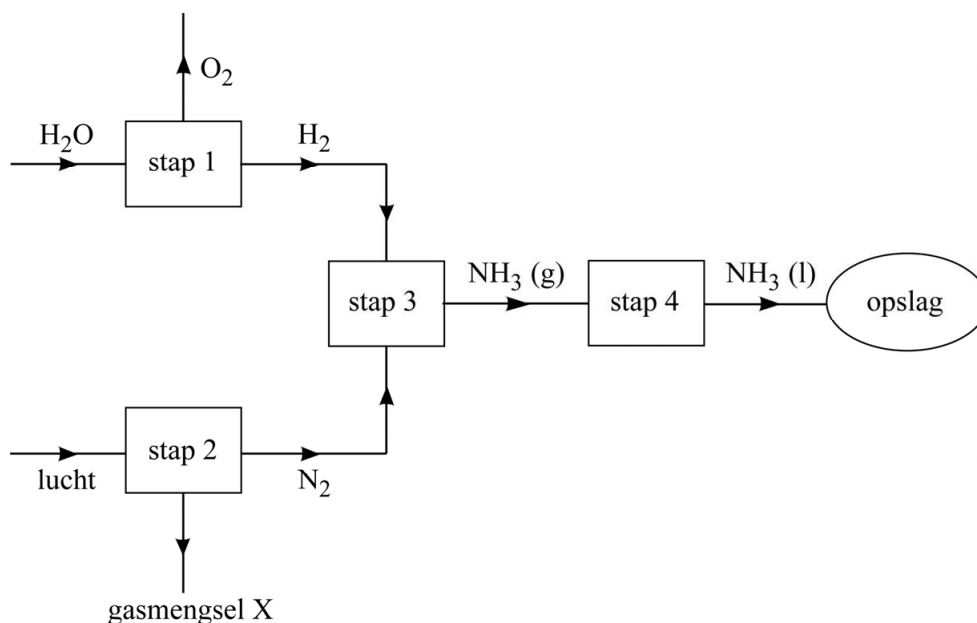 O₂
H₂O
stap 1
H₂
stap 3
NH₃ (g)
stap 4
NH₃ (l)
opslag
lucht
stap 2
N₂
gasmengsel X